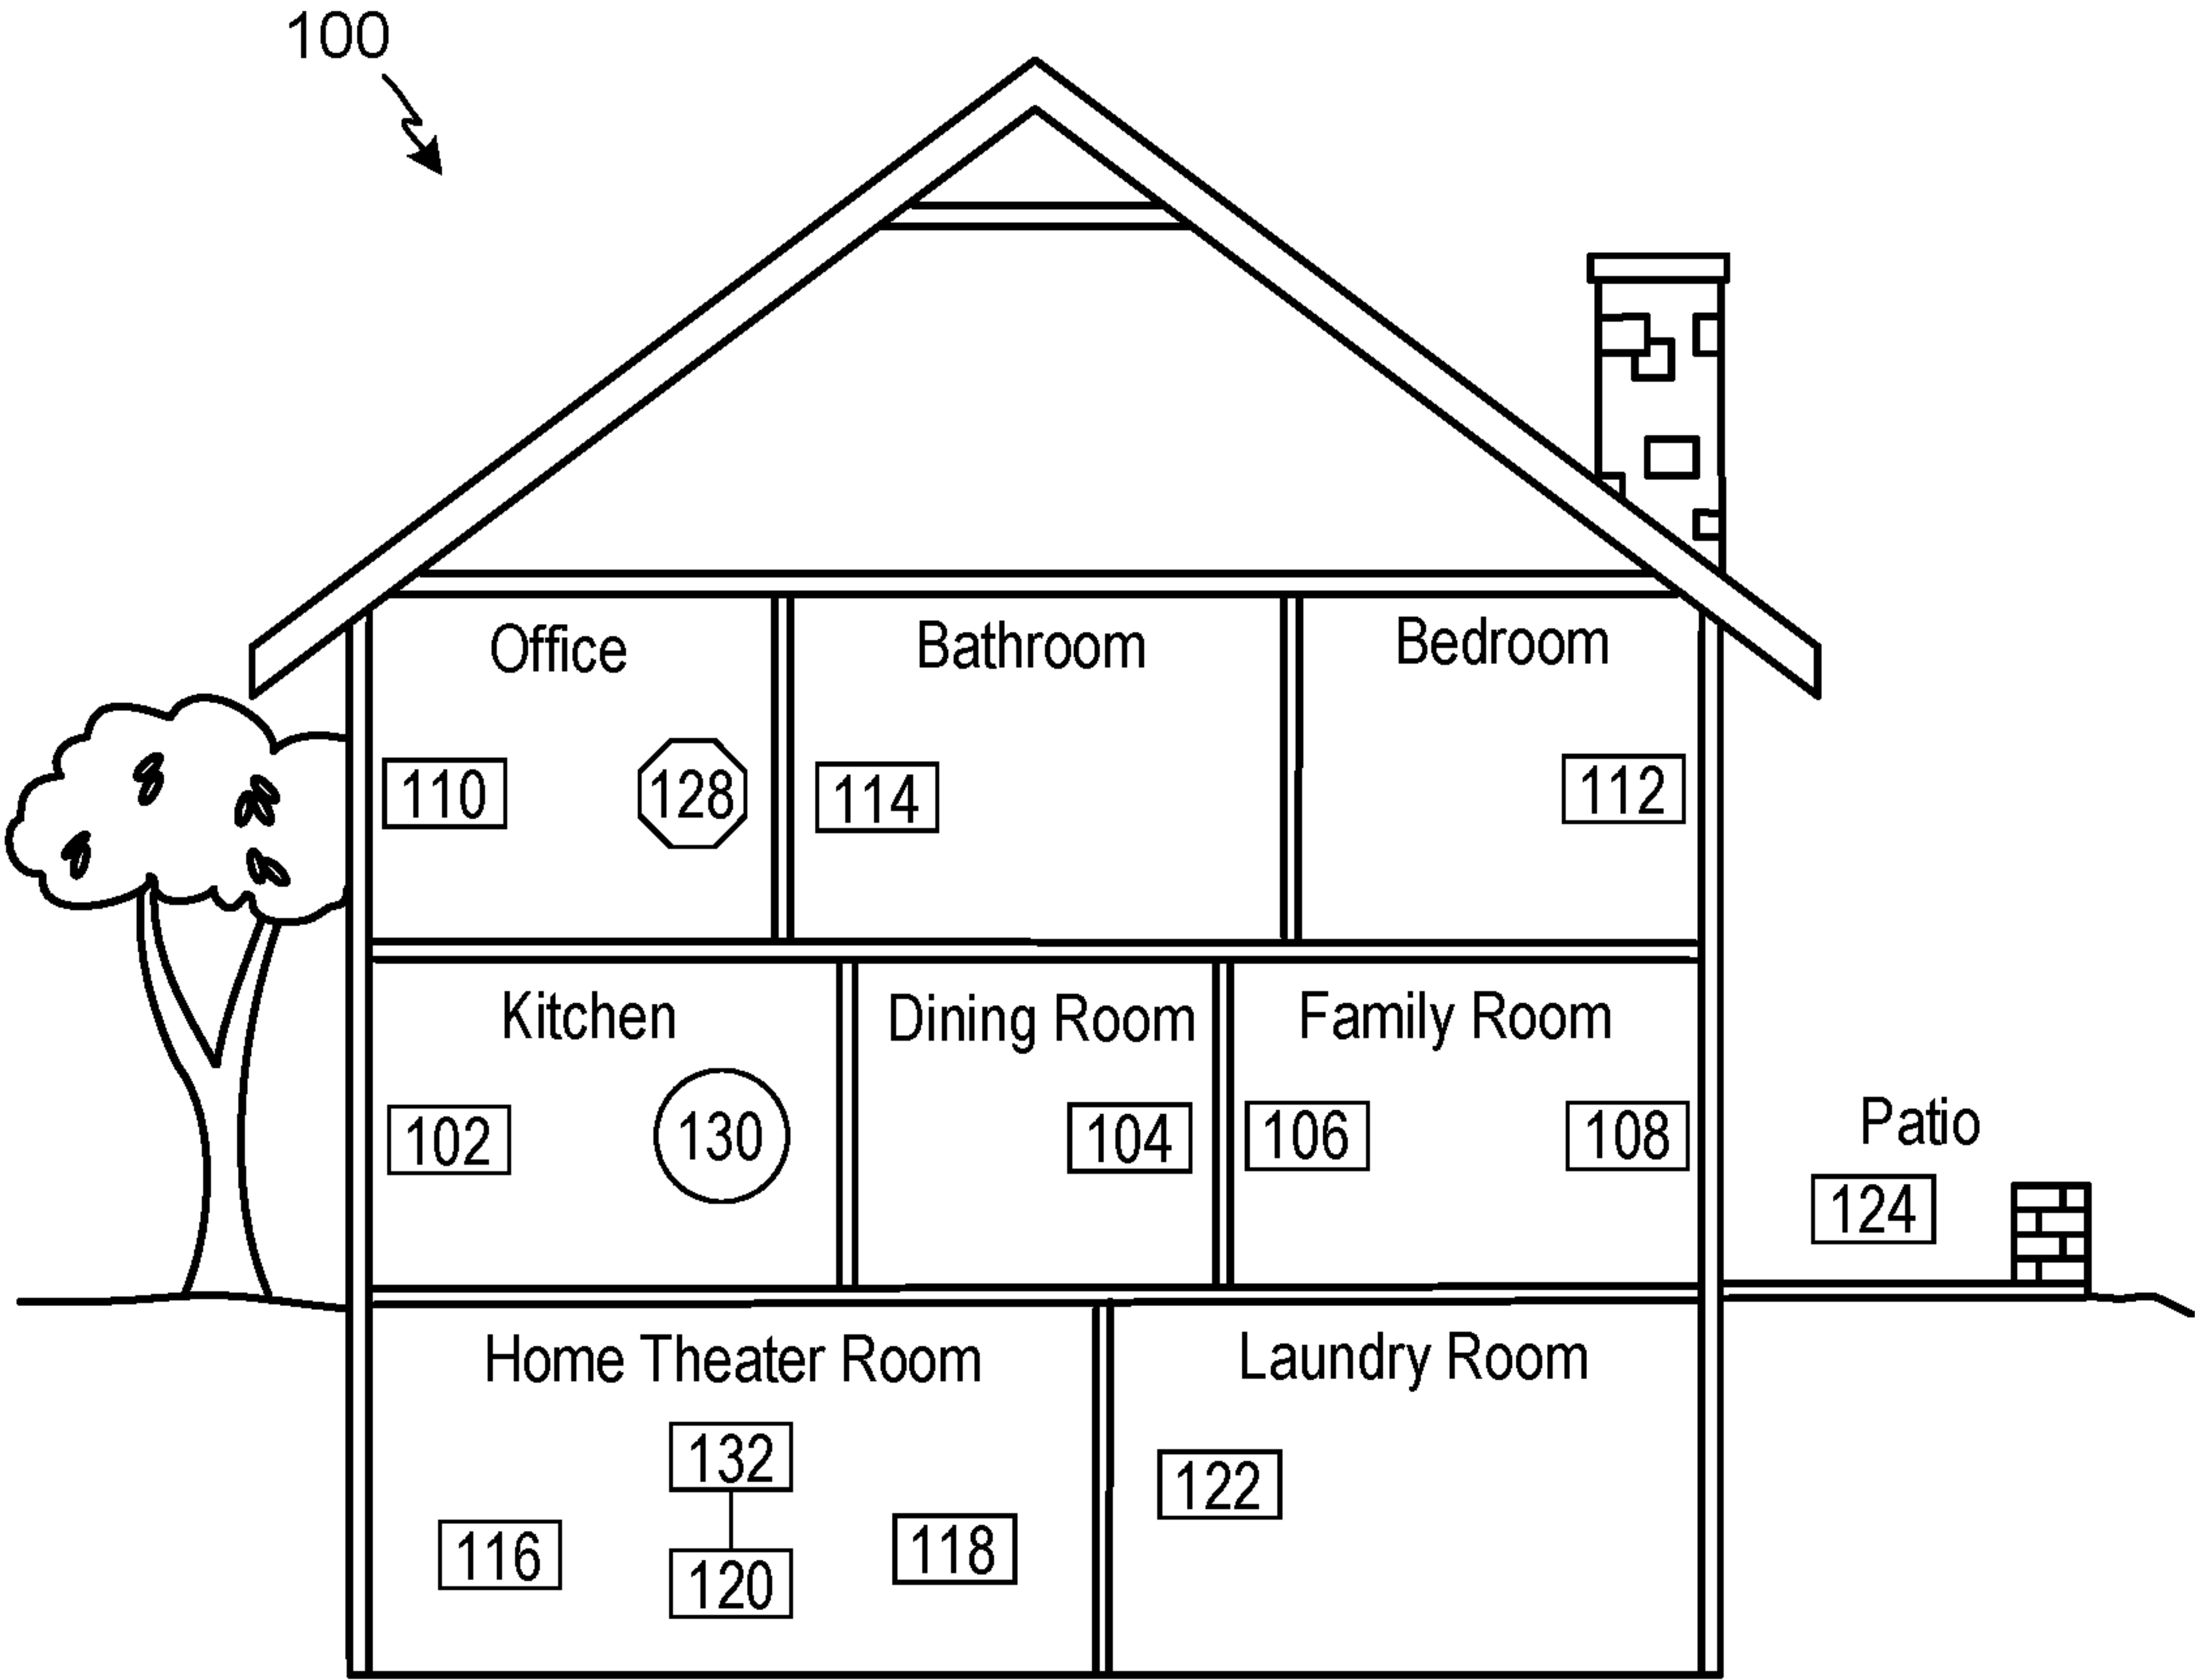 100
Office
Bathroom
Bedroom
110
128
114
112
Kitchen
Dining Room
Family Room
102
130
104
106
108
Patio
124
Home Theater Room
Laundry Room
132
122
116
120
118